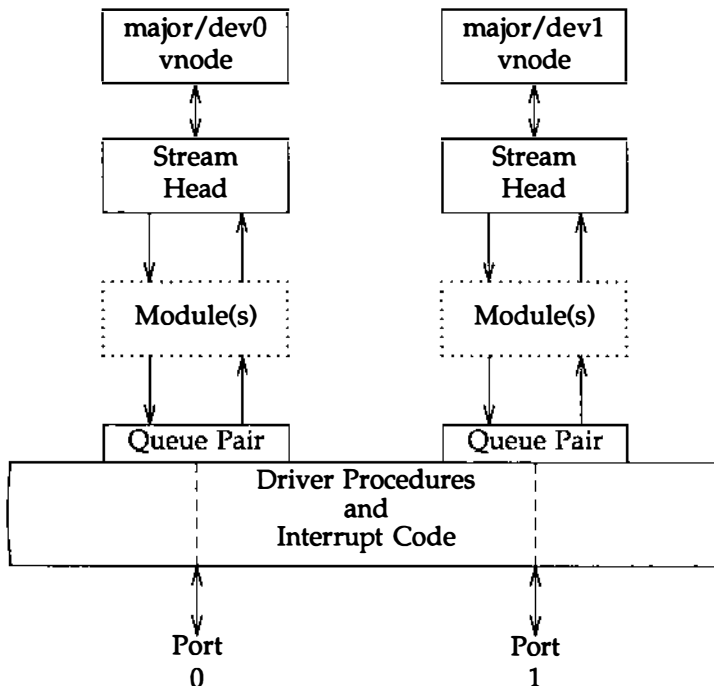 major/dev0
vnode
major/dev1
vnode
Stream
Head
Stream
Head
Module(s)
Module(s)
Queue Pair
Queue Pair
Driver Procedures
and
Interrupt Code
Port
0
Port
1